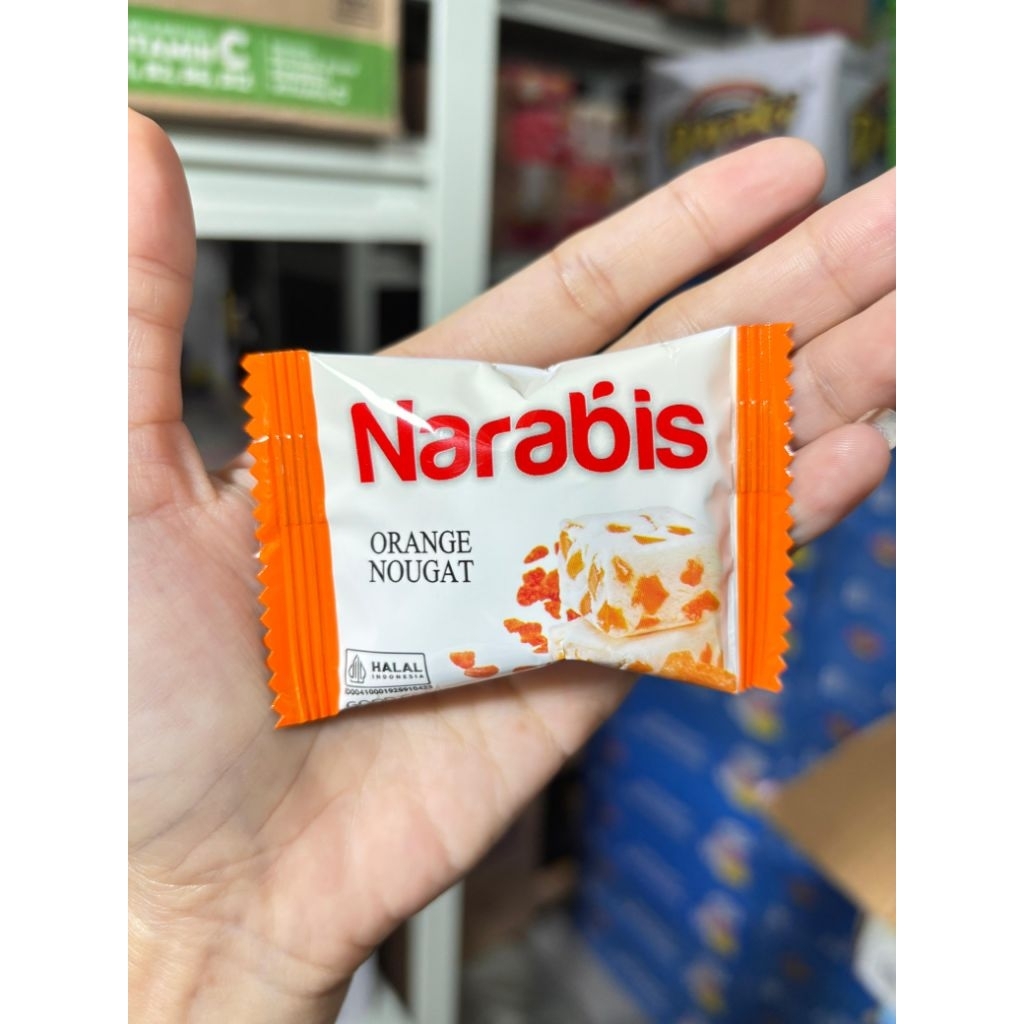 Narabis
ORANGE
NOUGAT
HALAL
INDONESIA